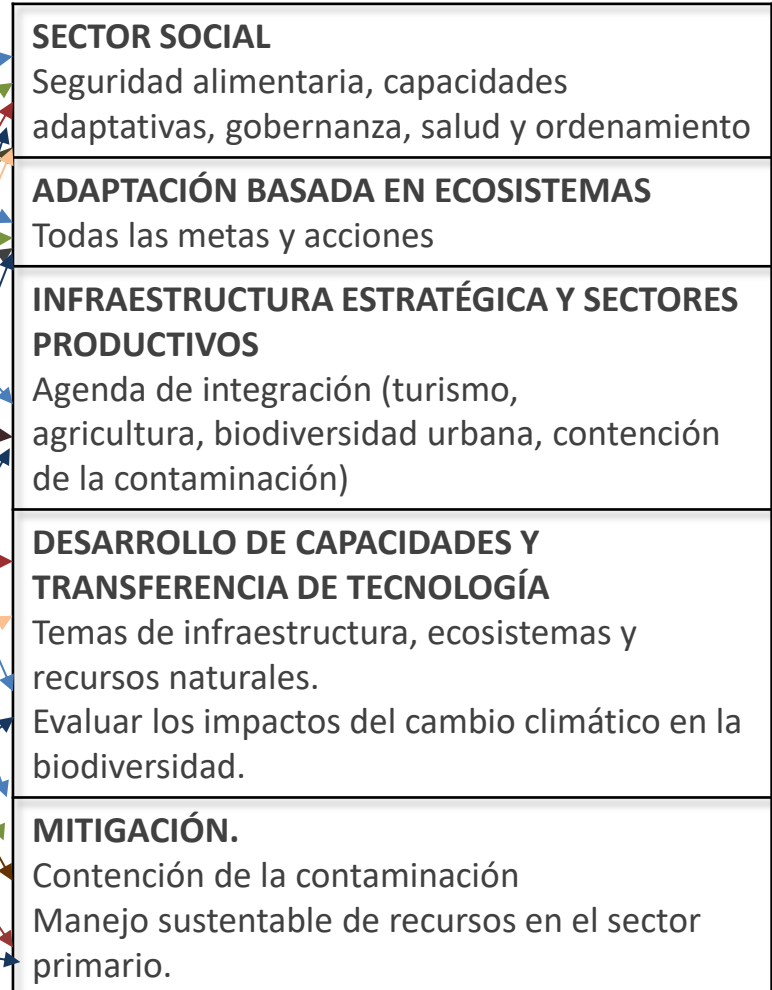 SECTOR SOCIAL
Seguridad alimentaria, capacidades
adaptativas, gobernanza, salud y ordenamiento
ADAPTACIÓN BASADA EN ECOSISTEMAS
Todas las metas y acciones
INFRAESTRUCTURA ESTRATÉGICA Y SECTORES
PRODUCTIVOS
Agenda de integración (turismo,
agricultura, biodiversidad urbana, contención
de la contaminación)
DESARROLLO DE CAPACIDADES Y
TRANSFERENCIA DE TECNOLOGÍA
Temas de infraestructura, ecosistemas y
recursos naturales.
Evaluar los impactos del cambio climático en la
biodiversidad.
MITIGACIÓN.
Contención de la contaminación
Manejo sustentable de recursos en el sector
primario.